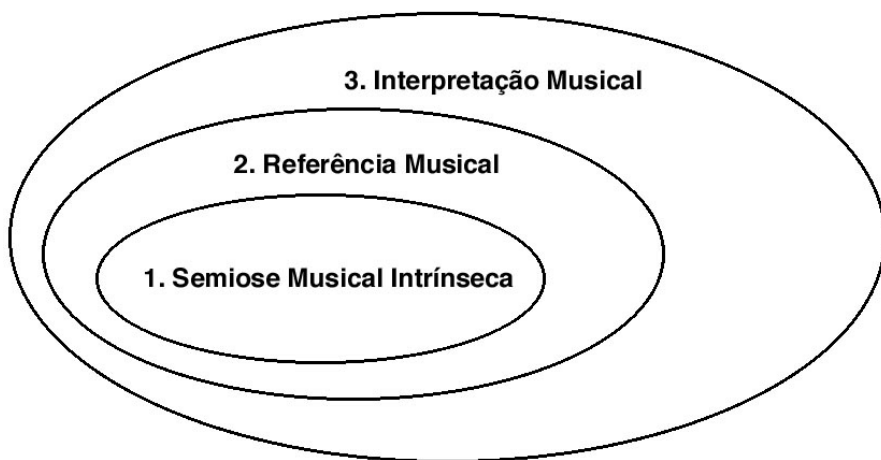 3. Interpretação Musical
2. Referência Musical
1. Semiose Musical Intrínseca